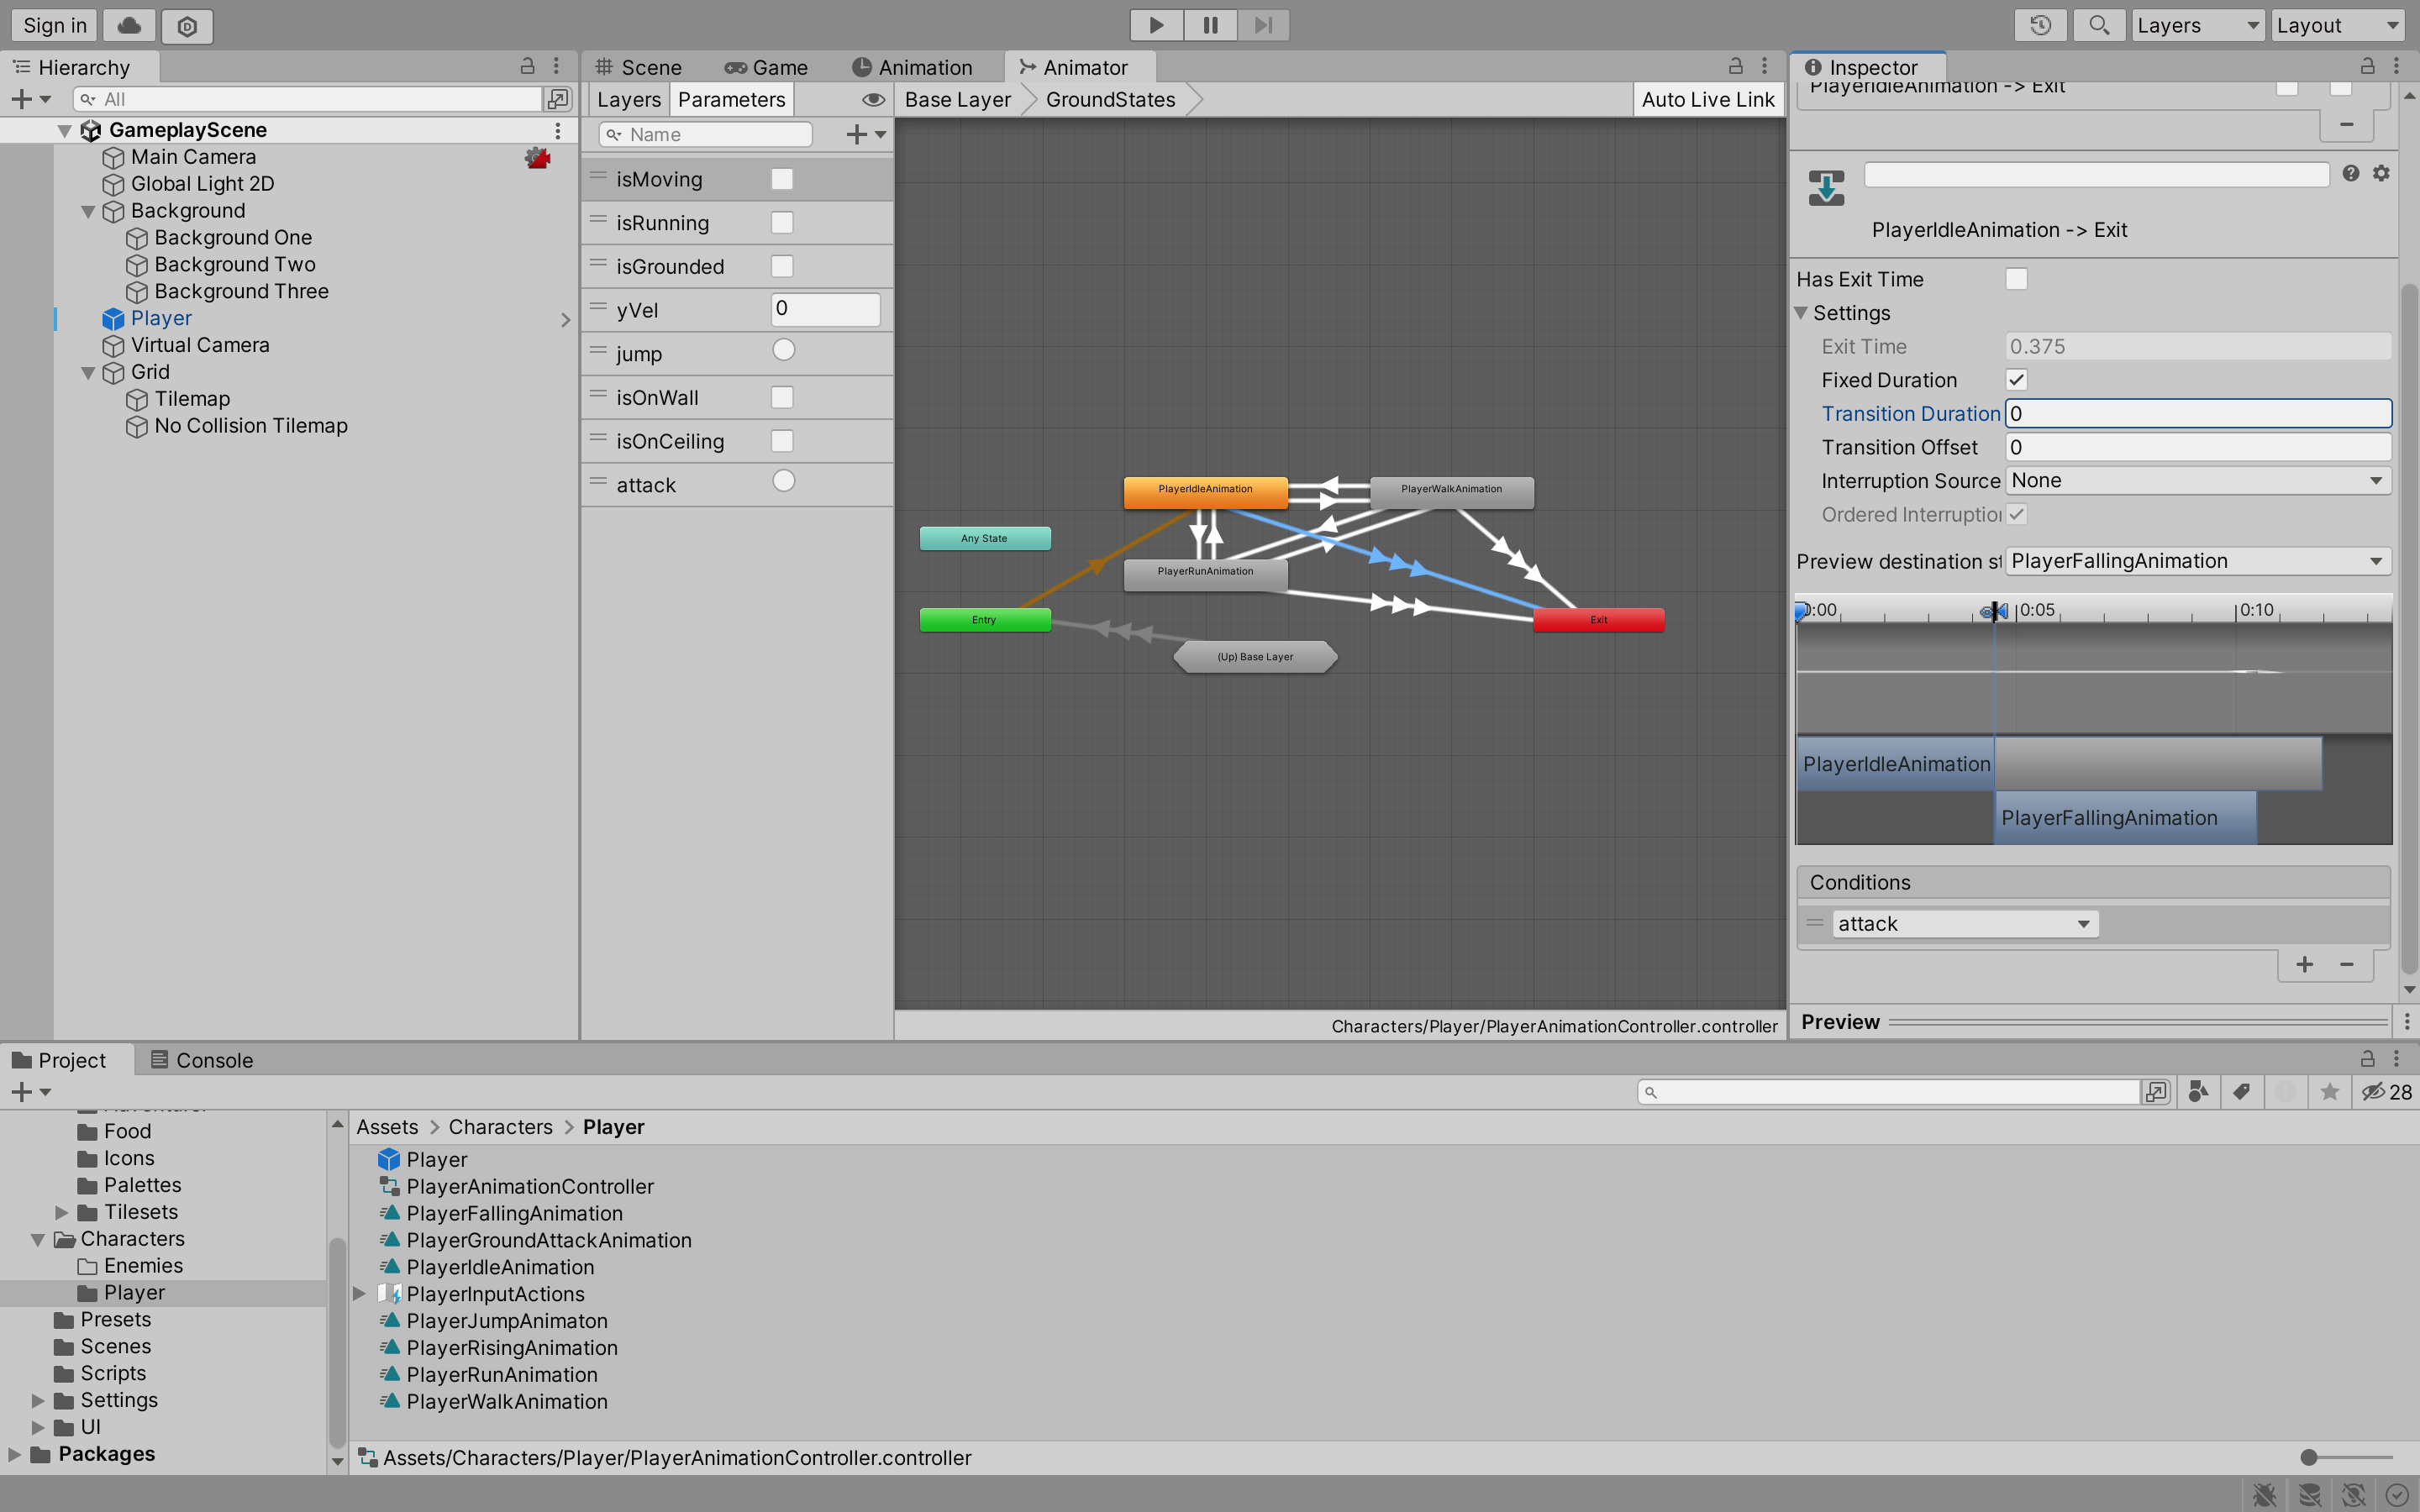 Sign in
Layers
Layout
Hierarchy
All
GameplayScene
Main Camera
Global Light 2D
Background
Background One
Background Two
Background Three
Player
Virtual Camera
Grid
Tilemap
No Collision Tilemap
Scene
Game
Animation
Animator
Layers
Parameters
Base Layer
GroundStates
Auto Live Link
Name
isMoving
isRunning
isGrounded
yVel
0
jump
isOnWall
isOnCeiling
attack
PlayerIdleAnimation
PlayerWalkAnimation
Any State
PlayerRunAnimation
Entry
Exit
(Up) Base Layer
Characters/Player/PlayerAnimationController.controller
Inspector
PlayerIdleAnimation -> Exit
PlayerIdleAnimation -> Exit
Has Exit Time
Settings
Exit Time
0.375
Fixed Duration
Transition Duration
0
Transition Offset
0
Interruption Source
None
Ordered Interruptio
Preview destination st
PlayerFallingAnimation
0:00
0:05
0:10
PlayerIdleAnimation
PlayerFallingAnimation
Conditions
attack
Preview
Project
Console
28
Food
Icons
Palettes
Tilesets
Characters
Enemies
Player
Presets
Scenes
Scripts
Settings
UI
Packages
Assets > Characters > Player
Player
PlayerAnimationController
PlayerFallingAnimation
PlayerGroundAttackAnimation
PlayerIdleAnimation
PlayerInputActions
PlayerJumpAnimaton
PlayerRisingAnimation
PlayerRunAnimation
PlayerWalkAnimation
Assets/Characters/Player/PlayerAnimationController.controller